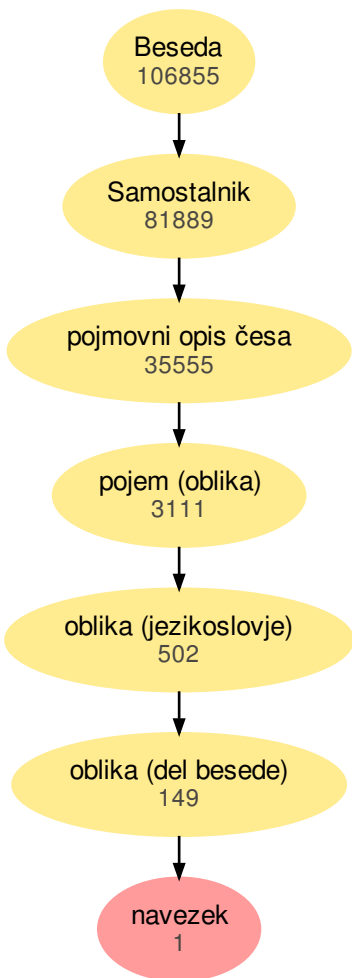 Beseda
106855
Samostalnik
81889
pojmovni opis česa
35555
pojem (oblika)
3111
oblika (jezikoslovje)
502
oblika (del besede)
149
navezek
1